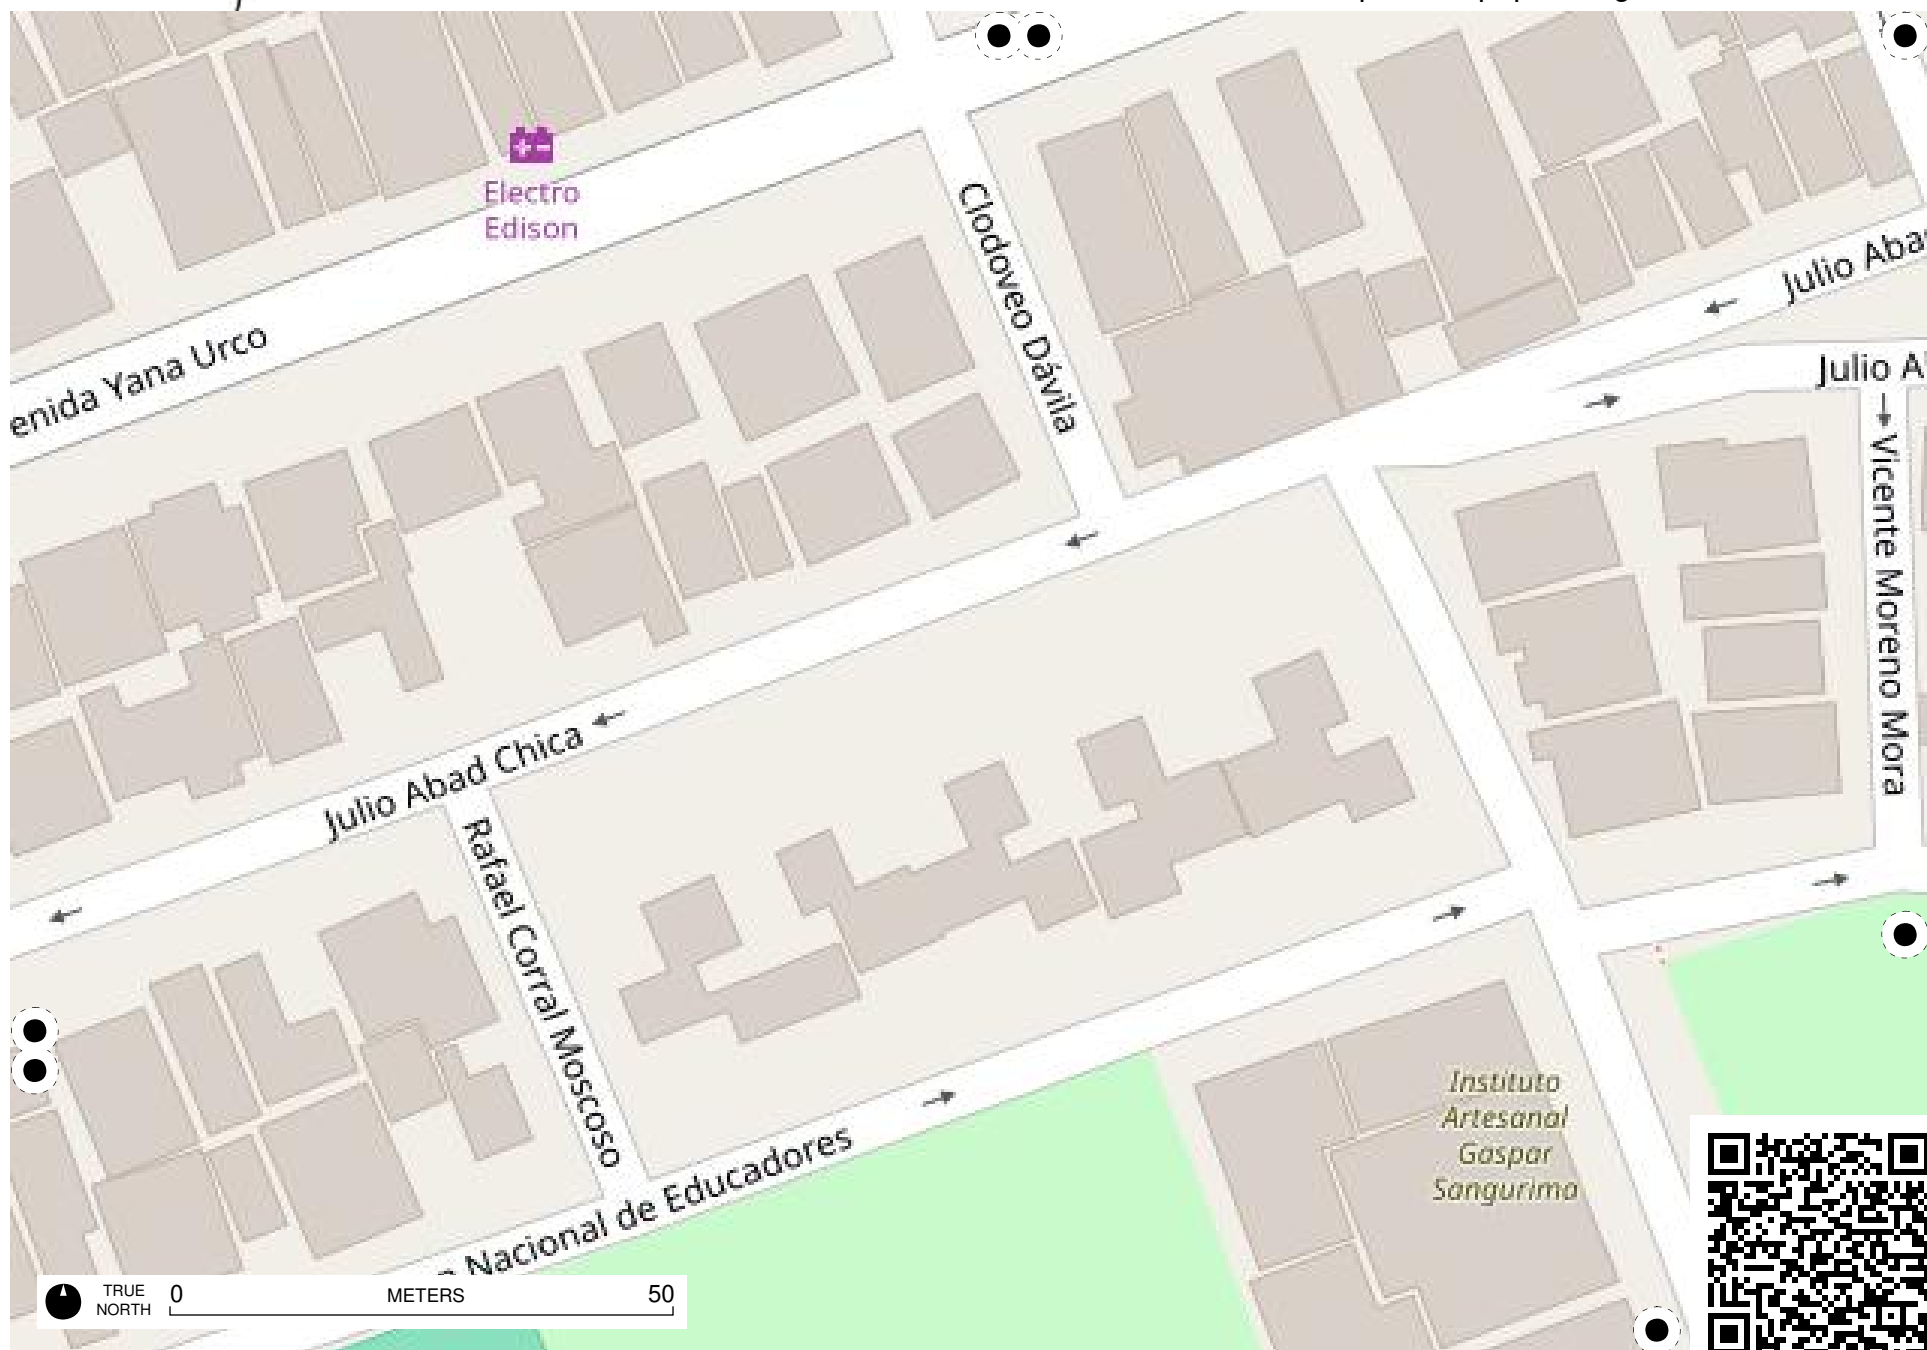 Electro
Edison
Clodoveo Dávila
Julio Aba
enida Yana Urco
Julio A
Vicente Moreno Mora
Julio Abad Chica
Rafael Corral Moscoso
Instituto
Artesanal
Gaspar
Sangurima
Nacional de Educadores
TRUE
NORTH
0
METERS
50